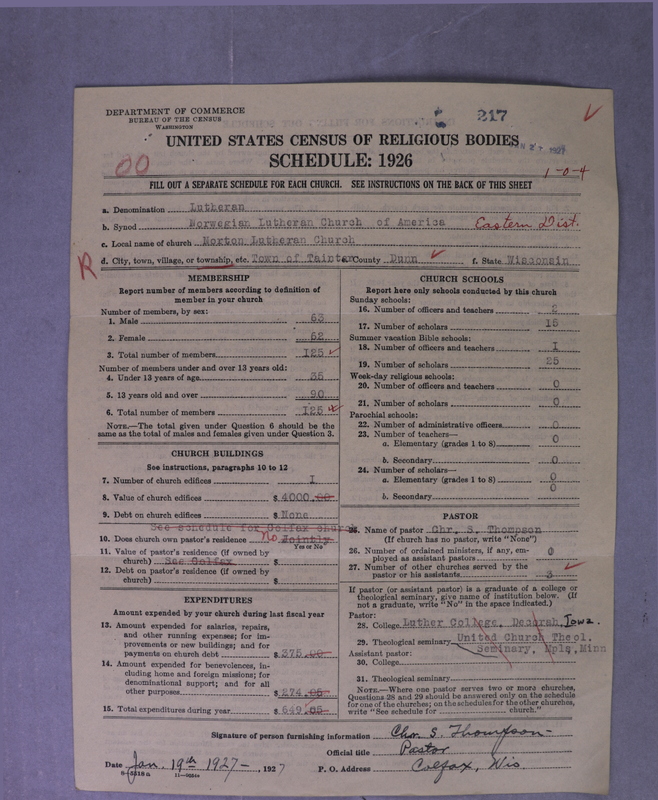 DEPARTMENT OF COMMERCE
BUREAU OF THE CENSUS
WASHINGTON
217
UNITED STATES CENSUS OF RELIGIOUS BODIES
SCHEDULE: 1926
00
1-0-4
FILL OUT A SEPARATE SCHEDULE FOR EACH CHURCH. SEE INSTRUCTIONS ON THE BACK OF THIS SHEET
a. Denomination Lutheran
b. Synod Norwegian Lutheran Church of America Eastern Dist.
c. Local name of church Norton Lutheran Church
R d. City, town, village, or township, etc. Town of Tainter County Dunn f. State Wisconsin
MEMBERSHIP
Report number of members according to definition of
member in your church
Number of members, by sex:
1. Male 63
2. Female 62
3. Total number of members 125
Number of members under and over 13 years old:
4. Under 13 years of age 35
5. 13 years old and over 90
6. Total number of members 125
NOTE.—The total given under Question 6 should be the
same as the total of males and females given under Question 3.
CHURCH BUILDINGS
See instructions, paragraphs 10 to 12
7. Number of church edifices 1
8. Value of church edifices $ 4000.00
9. Debt on church edifices $ None
See Schedule for Colfax Church
10. Does church own pastor's residence No Jointly
Yes or No
11. Value of pastor's residence (if owned by
church) See Colfax $
12. Debt on pastor's residence (if owned by
church) $
EXPENDITURES
Amount expended by your church during last fiscal year
13. Amount expended for salaries, repairs,
and other running expenses; for im-
provements or new buildings; and for
payments on church debt $ 375.00
14. Amount expended for benevolences, in-
cluding home and foreign missions; for
denominational support; and for all
other purposes $ 274.05
15. Total expenditures during year $ 649.05
CHURCH SCHOOLS
Report here only schools conducted by this church
Sunday schools:
16. Number of officers and teachers 2
17. Number of scholars 15
Summer vacation Bible schools:
18. Number of officers and teachers 1
19. Number of scholars 25
Week-day religious schools:
20. Number of officers and teachers 0
21. Number of scholars 0
Parochial schools:
22. Number of administrative officers 0
23. Number of teachers—
a. Elementary (grades 1 to 8) 0
b. Secondary 0
24. Number of scholars—
a. Elementary (grades 1 to 8) 0
b. Secondary 0
PASTOR
25. Name of pastor Chr. S. Thompson
(If church has no pastor, write "None")
26. Number of ordained ministers, if any, em-
ployed as assistant pastors 0
27. Number of other churches served by the
pastor or his assistants 3
If pastor (or assistant pastor) is a graduate of a college or
theological seminary, give name of institution below. (If
not a graduate, write "No" in the space indicated.)
Pastor:
28. College Luther College, Decorah, Iowa.
29. Theological seminary United Church Theol.
Seminary, Mpls, Minn
Assistant pastor:
30. College
31. Theological seminary
NOTE.—Where one pastor serves two or more churches,
Questions 28 and 29 should be answered only on the schedule
for one of the churches; on the schedules for the other churches,
write "See schedule for church."
Signature of person furnishing information Chr. S. Thompson
Official title Pastor
Date Jan. 19th 1927- , 1927 P. O. Address Colfax, Wis.